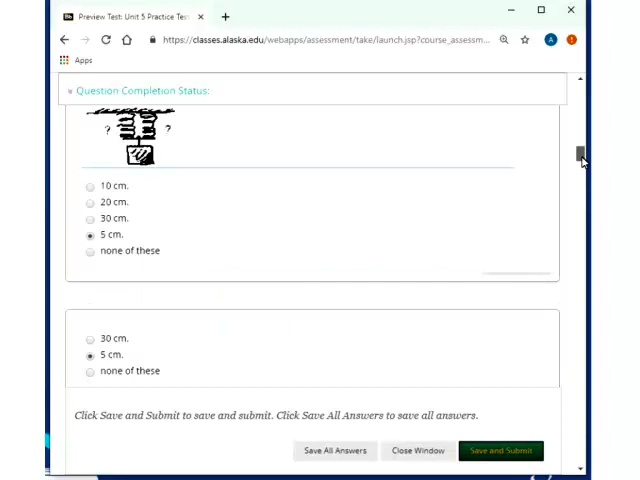 Bb Preview Test: Unit 5 Practice Tes
https://classes.alaska.edu/webapps/assessment/take/launch.jsp?course_assessm...
A
!
Apps
Question Completion Status:
? ?
10 cm.
20 cm.
30 cm.
5 cm.
none of these
30 cm.
5 cm.
none of these
Click Save and Submit to save and submit. Click Save All Answers to save all answers.
Save All Answers Close Window Save and Submit